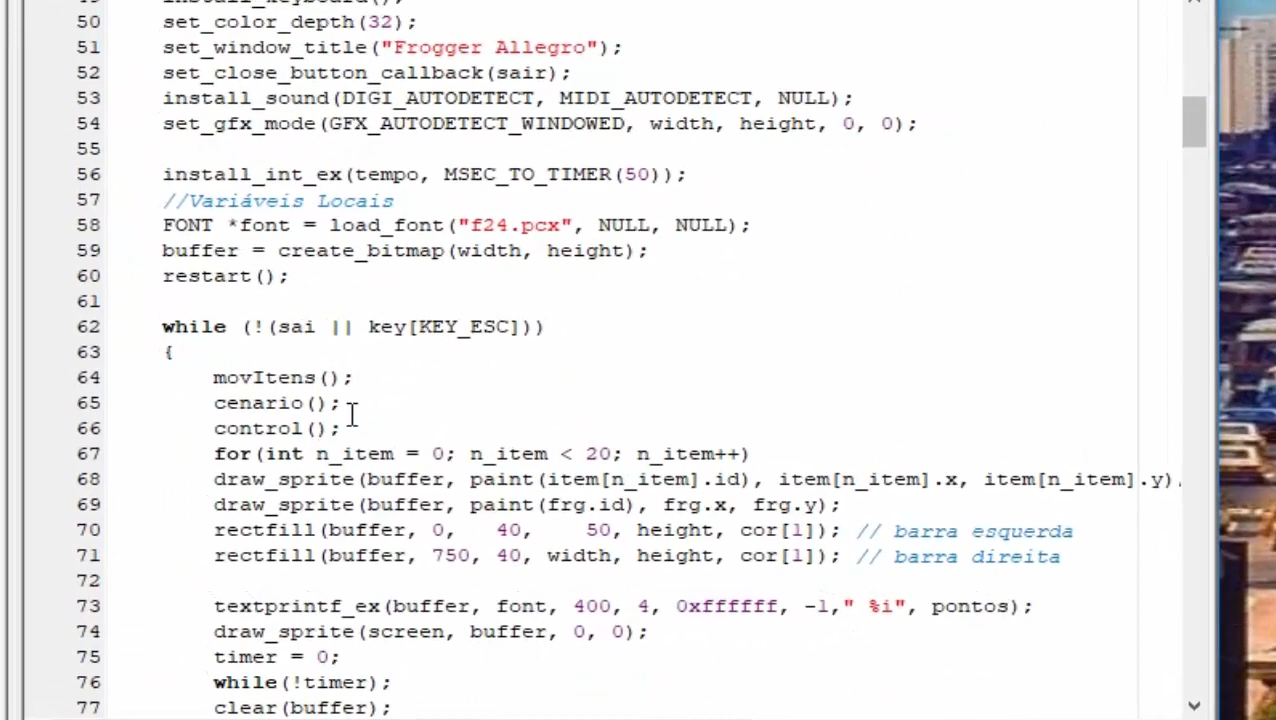 49 install_keyboard();
50 set_color_depth(32);
51 set_window_title("Frogger Allegro");
52 set_close_button_callback(sair);
53 install_sound(DIGI_AUTODETECT, MIDI_AUTODETECT, NULL);
54 set_gfx_mode(GFX_AUTODETECT_WINDOWED, width, height, 0, 0);
55
56 install_int_ex(tempo, MSEC_TO_TIMER(50));
57 //Variáveis Locais
58 FONT *font = load_font("f24.pcx", NULL, NULL);
59 buffer = create_bitmap(width, height);
60 restart();
61
62 while (!(sai || key[KEY_ESC]))
63 {
64 movItens();
65 cenario();
66 control();
67 for(int n_item = 0; n_item < 20; n_item++)
68 draw_sprite(buffer, paint(item[n_item].id), item[n_item].x, item[n_item].y)
69 draw_sprite(buffer, paint(frg.id), frg.x, frg.y);
70 rectfill(buffer, 0, 40, 50, height, cor[1]); // barra esquerda
71 rectfill(buffer, 750, 40, width, height, cor[1]); // barra direita
72
73 textprintf_ex(buffer, font, 400, 4, 0xffffff, -1," %i", pontos);
74 draw_sprite(screen, buffer, 0, 0);
75 timer = 0;
76 while(!timer);
77 clear(buffer);